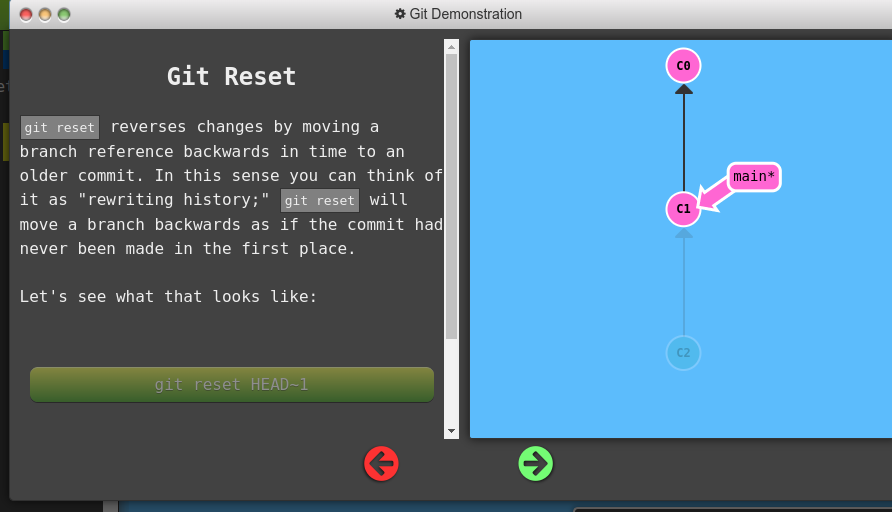 Git Demonstration
Git Reset
git reset reverses changes by moving a
branch reference backwards in time to an
older commit. In this sense you can think of
it as "rewriting history;" git reset will
move a branch backwards as if the commit had
never been made in the first place.
Let's see what that looks like:
git reset HEAD~1
C0
main*
C1
C2